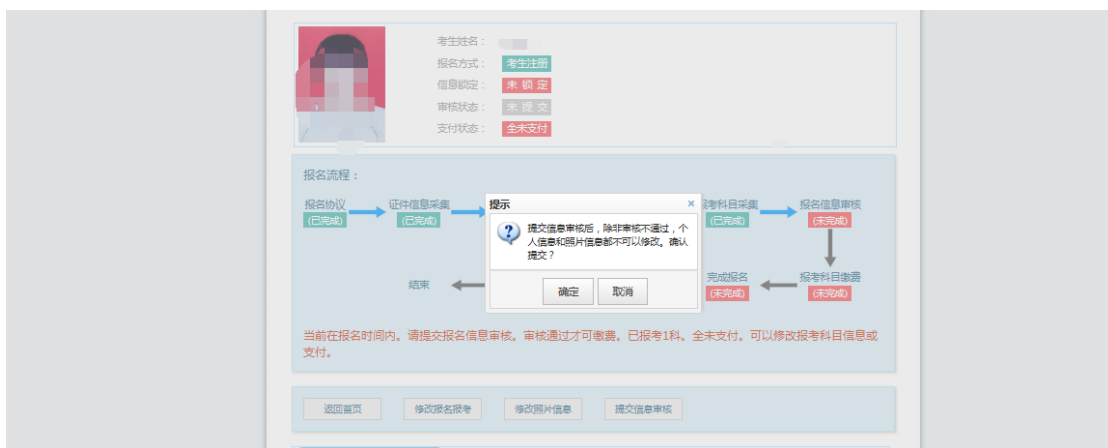 考生姓名：
报名方式： 考生注册
信息锁定： 未 锁 定
审核状态： 未 提 交
支付状态： 全未支付
报名流程：
报名协议 证件信息采集 报考科目采集 报名信息审核
(已完成) (已完成) (已完成) (未完成)
提示 ×
提交信息审核后，除非审核不通过，个
人信息和照片信息都不可以修改。确认
提交？
确定 取消
结束 完成报名 报考科目缴费
(未完成) (未完成)
当前在报名时间内。请提交报名信息审核。审核通过才可缴费。已报考1科。全未支付。可以修改报考科目信息或
支付。
返回首页 修改报名报考 修改照片信息 提交信息审核